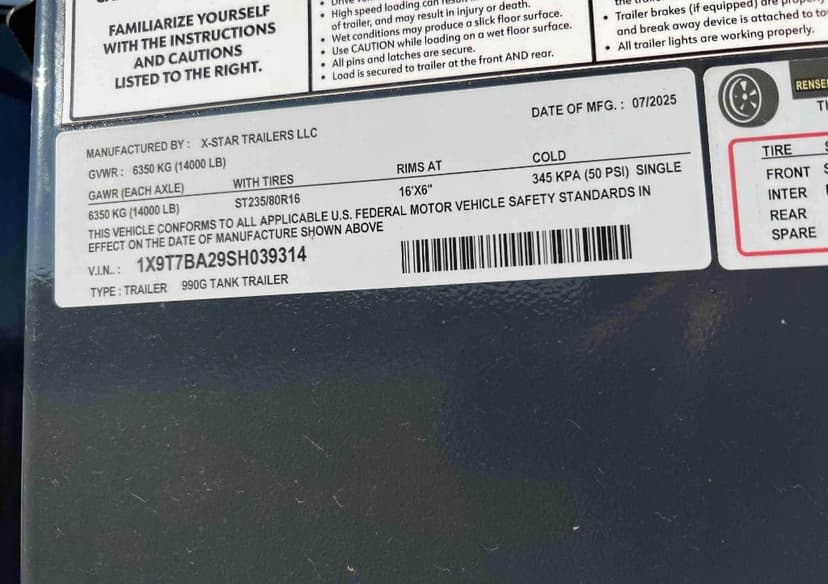 FAMILIARIZE YOURSELF
WITH THE INSTRUCTIONS
AND CAUTIONS
LISTED TO THE RIGHT.
• High speed loading can result in
of trailer, and may result in injury or death.
• Wet conditions may produce a slick floor surface.
• Use CAUTION while loading on a wet floor surface.
• All pins and latches are secure.
• Load is secured to trailer at the front AND rear.
• Trailer brakes (if equipped) are
and break away device is attached to
• All trailer lights are working properly.
MANUFACTURED BY : X-STAR TRAILERS LLC
DATE OF MFG. : 07/2025
GVWR : 6350 KG (14000 LB)
GAWR (EACH AXLE) WITH TIRES RIMS AT COLD
6350 KG (14000 LB) ST235/80R16 16'X6" 345 KPA (50 PSI) SINGLE
THIS VEHICLE CONFORMS TO ALL APPLICABLE U.S. FEDERAL MOTOR VEHICLE SAFETY STANDARDS IN
EFFECT ON THE DATE OF MANUFACTURE SHOWN ABOVE
V.I.N.. : 1X9T7BA29SH039314
TYPE : TRAILER 990G TANK TRAILER
TIRE
FRONT
INTER
REAR
SPARE